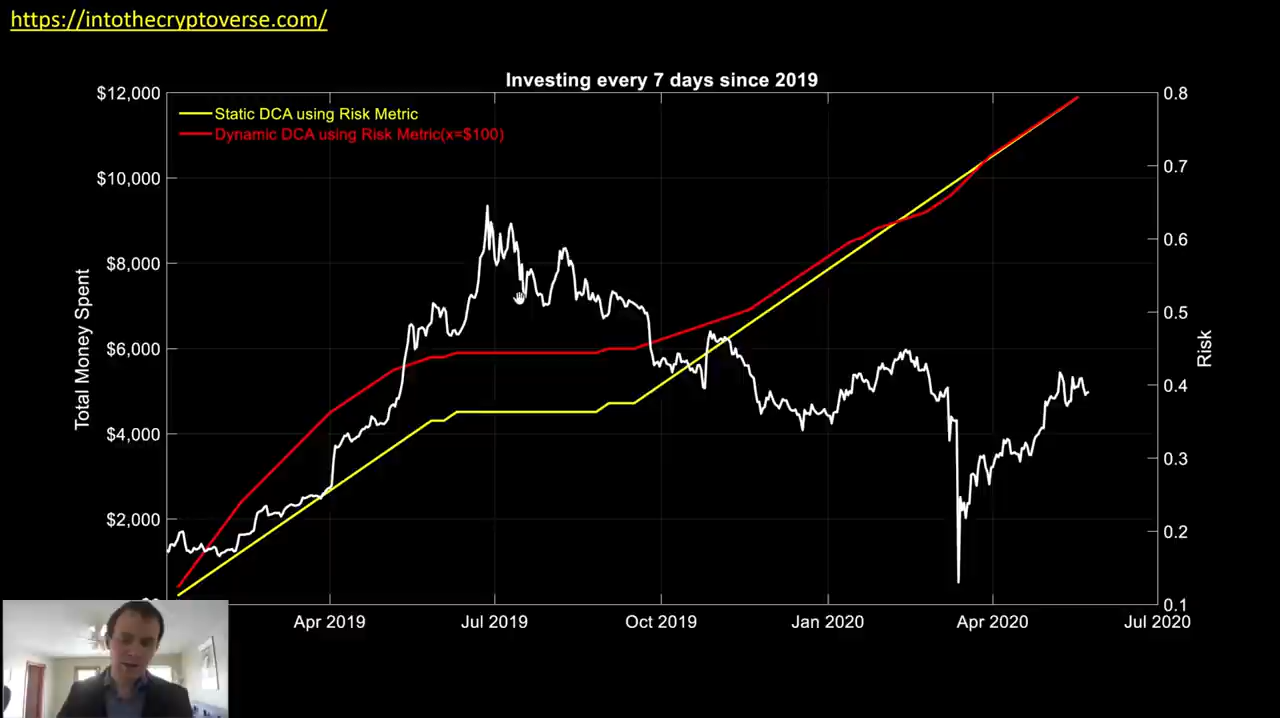 https://intothecryptoverse.com/
Investing every 7 days since 2019
Static DCA using Risk Metric
Dynamic DCA using Risk Metric(x=$100)
$12,000
$10,000
$8,000
$6,000
$4,000
$2,000
Total Money Spent
0.8
0.7
0.6
0.5
0.4
0.3
0.2
0.1
Risk
Apr 2019
Jul 2019
Oct 2019
Jan 2020
Apr 2020
Jul 2020